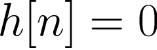 h[n] = 0